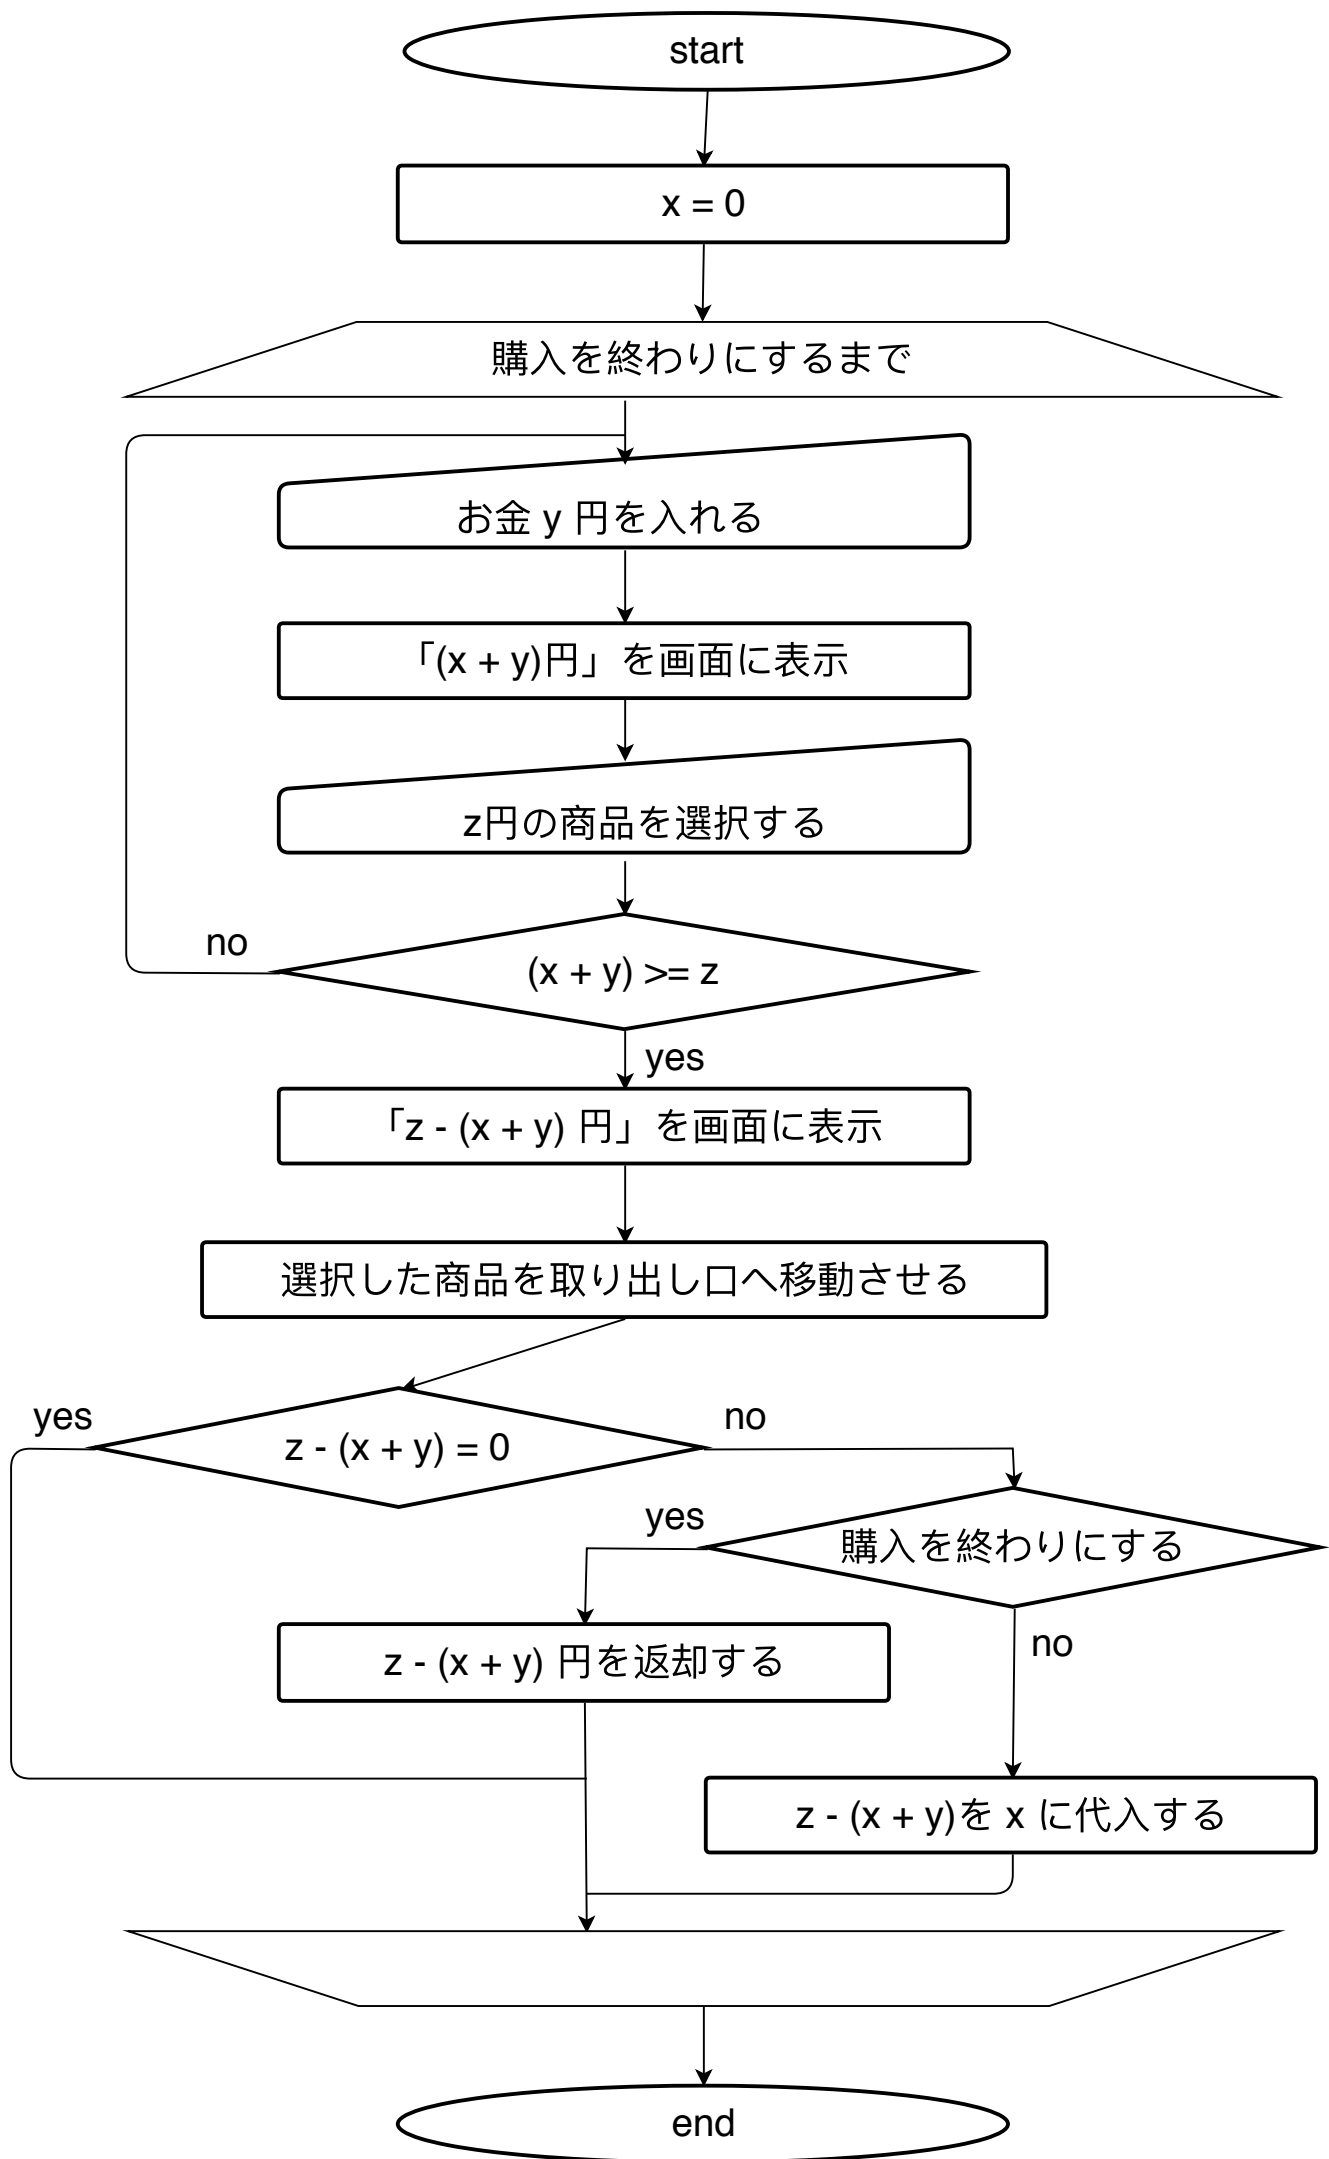 start
x = 0
購入を終わりにするまで
お金 y 円を入れる
「(x + y)円」を画面に表示
z円の商品を選択する
no
(x + y) >= z
yes
「z - (x + y) 円」を画面に表示
選択した商品を取り出し口へ移動させる
yes
no
z - (x + y) = 0
yes
購入を終わりにする
no
z - (x + y) 円を返却する
z - (x + y)を x に代入する
end